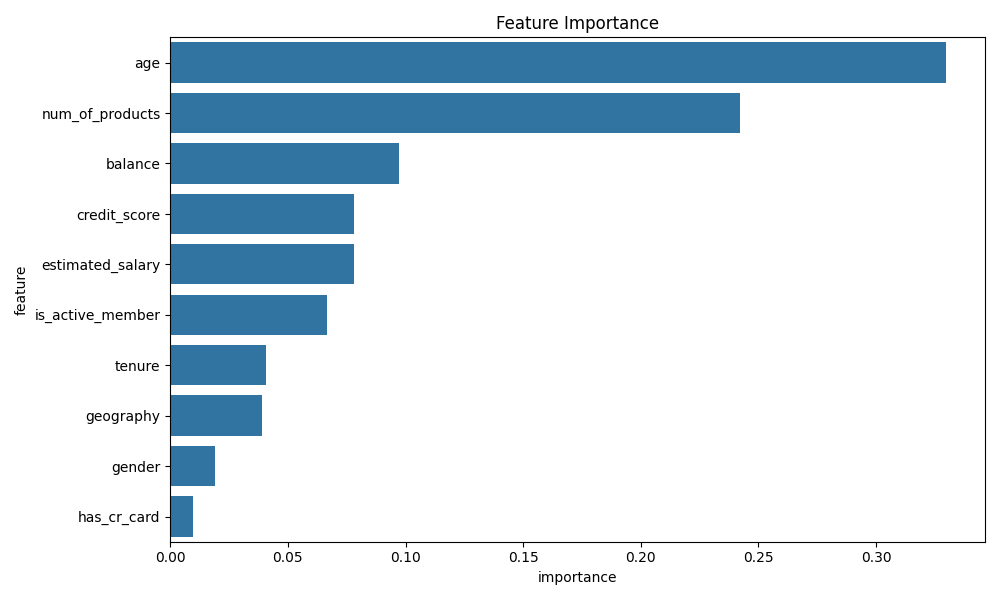 Feature Importance
age
num_of_products
balance
credit_score
estimated_salary
is_active_member
tenure
geography
gender
has_cr_card
feature
0.00 0.05 0.10 0.15 0.20 0.25 0.30
importance